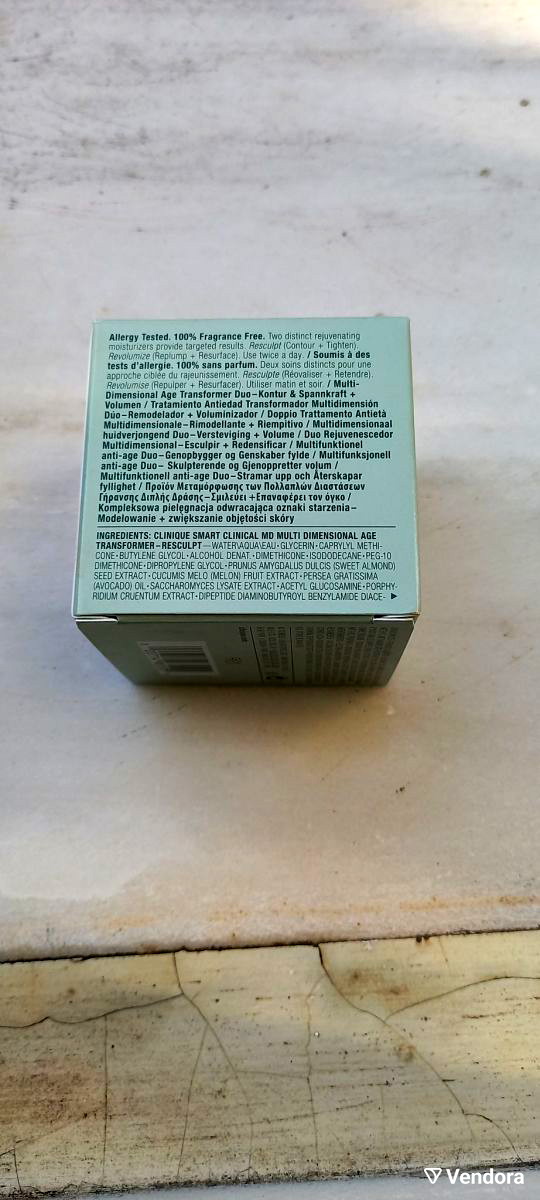 Allergy Tested. 100% Fragrance Free. Two distinct rejuvenating
moisturizers provide targeted results. Resculpt (Contour + Tighten).
Revolumize (Replump + Resurface). Use twice a day. / Soumis à des
tests d'allergie. 100% sans parfum. Deux soins distincts pour une
approche ciblée du rajeunissement. Resculpte (Réovaliser + Retendre).
Revolumise (Repulper + Resurfacer). Utiliser matin et soir. / Multi-
Dimensional Age Transformer Duo–Kontur & Spannkraft +
Volumen / Tratamiento Antiedad Transformador Multidimensión
Dúo–Remodelador + Voluminizador / Doppio Trattamento Antietà
Multidimensionale–Rimodellante + Riempitivo / Multidimensionaal
huidverjongend Duo–Versteviging + Volume / Duo Rejuvenescedor
Multidimensional–Esculpir + Redensificar / Multifunktionel
anti-age Duo–Genopbygger og Genskaber fylde / Multifunksjonell
anti-age Duo– Skulpterende og Gjenoppretter volum /
Multifunktionell anti-age Duo–Stramar upp och Återskapar
fyllighet / Προϊόν Μεταμόρφωσης των Πολλαπλών Διαστάσεων
Γήρανσης Διπλής Δράσης–Σμιλεύει +Επαναφέρει τον όγκο /
Kompleksowa pielęgnacja odwracająca oznaki starzenia–
Modelowanie + zwiększanie objętości skóry
INGREDIENTS: CLINIQUE SMART CLINICAL MD MULTI DIMENSIONAL AGE
TRANSFORMER–RESCULPT—WATER\AQUA\EAU•GLYCERIN•CAPRYLYL METHI-
CONE•BUTYLENE GLYCOL•ALCOHOL DENAT.•DIMETHICONE•ISODODECANE•PEG-10
DIMETHICONE•DIPROPYLENE GLYCOL•PRUNUS AMYGDALUS DULCIS (SWEET ALMOND)
SEED EXTRACT•CUCUMIS MELO (MELON) FRUIT EXTRACT•PERSEA GRATISSIMA
(AVOCADO) OIL•SACCHAROMYCES LYSATE EXTRACT•ACETYL GLUCOSAMINE•PORPHY-
RIDIUM CRUENTUM EXTRACT•DIPEPTIDE DIAMINOBUTYROYL BENZYLAMIDE DIACE- ▶
Vendora